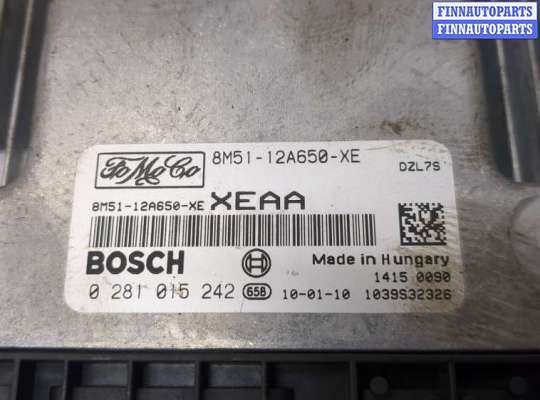 FINNAUTOPARTS
FINNAUTOPARTS
FoMoCo
8M51-12A650-XE
DZL7S
8M51-12A650-XE XEAA
BOSCH
Made in Hungary
1415 0090
0 281 015 242 658 10-01-10 1039S32326